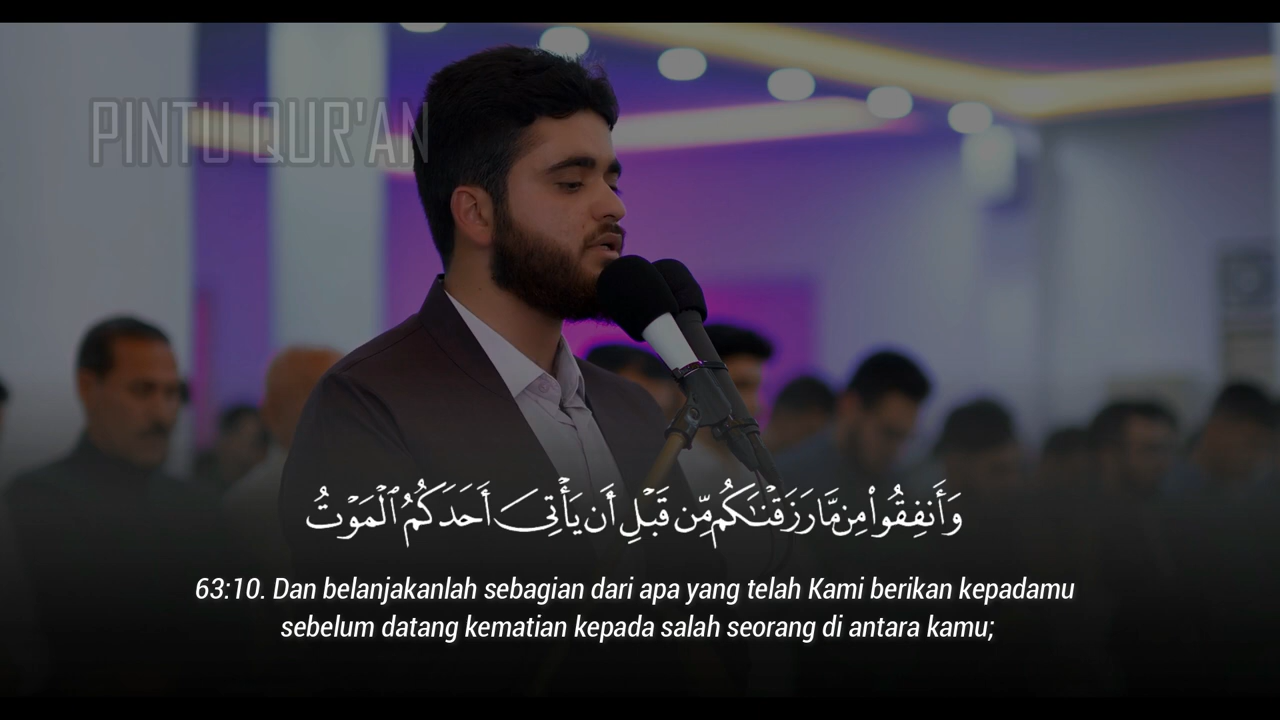 PINTU QUR'AN
وَأَنفِقُوا۟ مِن مَّا رَزَقْنَـٰكُم مِّن قَبْلِ أَن يَأْتِىَ أَحَدَكُمُ ٱلْمَوْتُ
63:10. Dan belanjakanlah sebagian dari apa yang telah Kami berikan kepadamu
sebelum datang kematian kepada salah seorang di antara kamu;